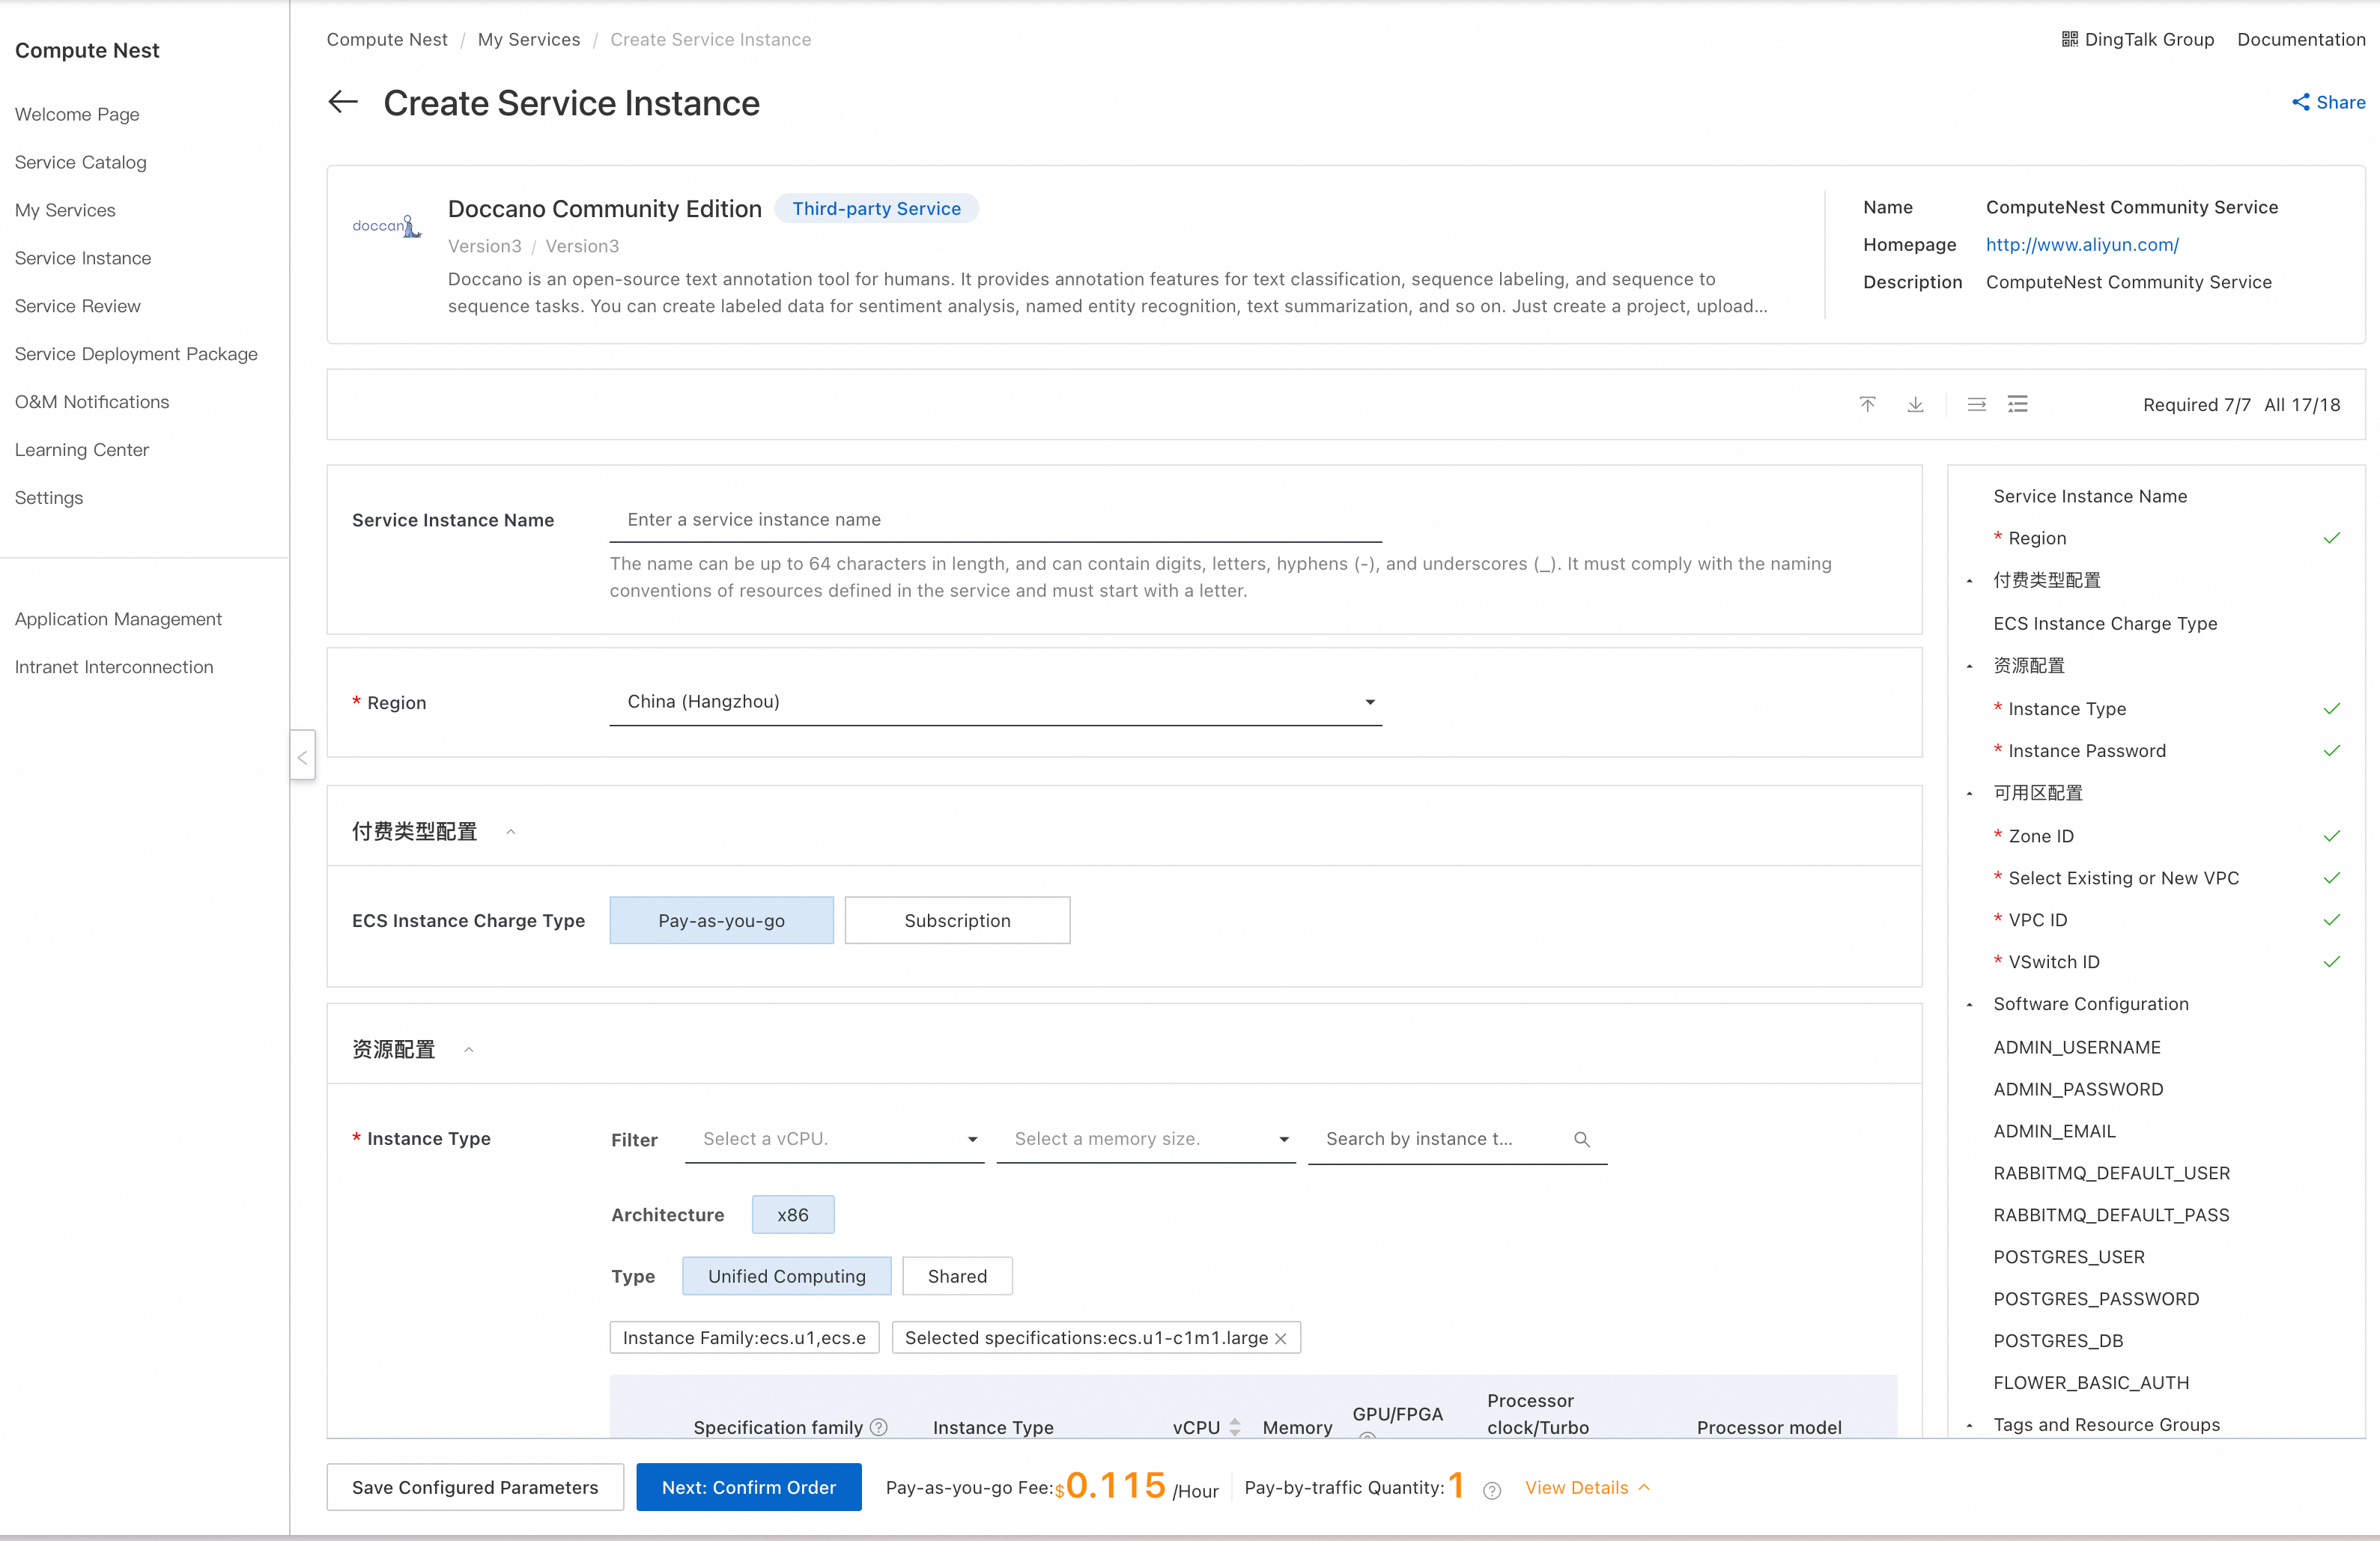 Compute Nest
Welcome Page
Service Catalog
My Services
Service Instance
Service Review
Service Deployment Package
O&M Notifications
Learning Center
Settings
Application Management
Intranet Interconnection
Compute Nest / My Services / Create Service Instance
DingTalk Group Documentation
Create Service Instance
Share
doccano
Doccano Community Edition Third-party Service
Version3 / Version3
Doccano is an open-source text annotation tool for humans. It provides annotation features for text classification, sequence labeling, and sequence to
sequence tasks. You can create labeled data for sentiment analysis, named entity recognition, text summarization, and so on. Just create a project, upload...
Name ComputeNest Community Service
Homepage http://www.aliyun.com/
Description ComputeNest Community Service
Required 7/7 All 17/18
Service Instance Name Enter a service instance name
The name can be up to 64 characters in length, and can contain digits, letters, hyphens (-), and underscores (_). It must comply with the naming
conventions of resources defined in the service and must start with a letter.
* Region China (Hangzhou)
付费类型配置
ECS Instance Charge Type Pay-as-you-go Subscription
资源配置
* Instance Type Filter Select a vCPU. Select a memory size. Search by instance t...
Architecture x86
Type Unified Computing Shared
Instance Family:ecs.u1,ecs.e Selected specifications:ecs.u1-c1m1.large
Specification family Instance Type vCPU Memory GPU/FPGA Processor clock/Turbo Processor model
Service Instance Name
* Region
付费类型配置
ECS Instance Charge Type
资源配置
* Instance Type
* Instance Password
可用区配置
* Zone ID
* Select Existing or New VPC
* VPC ID
* VSwitch ID
Software Configuration
ADMIN_USERNAME
ADMIN_PASSWORD
ADMIN_EMAIL
RABBITMQ_DEFAULT_USER
RABBITMQ_DEFAULT_PASS
POSTGRES_USER
POSTGRES_PASSWORD
POSTGRES_DB
FLOWER_BASIC_AUTH
Tags and Resource Groups
Save Configured Parameters Next: Confirm Order Pay-as-you-go Fee:$0.115 /Hour Pay-by-traffic Quantity:1 View Details